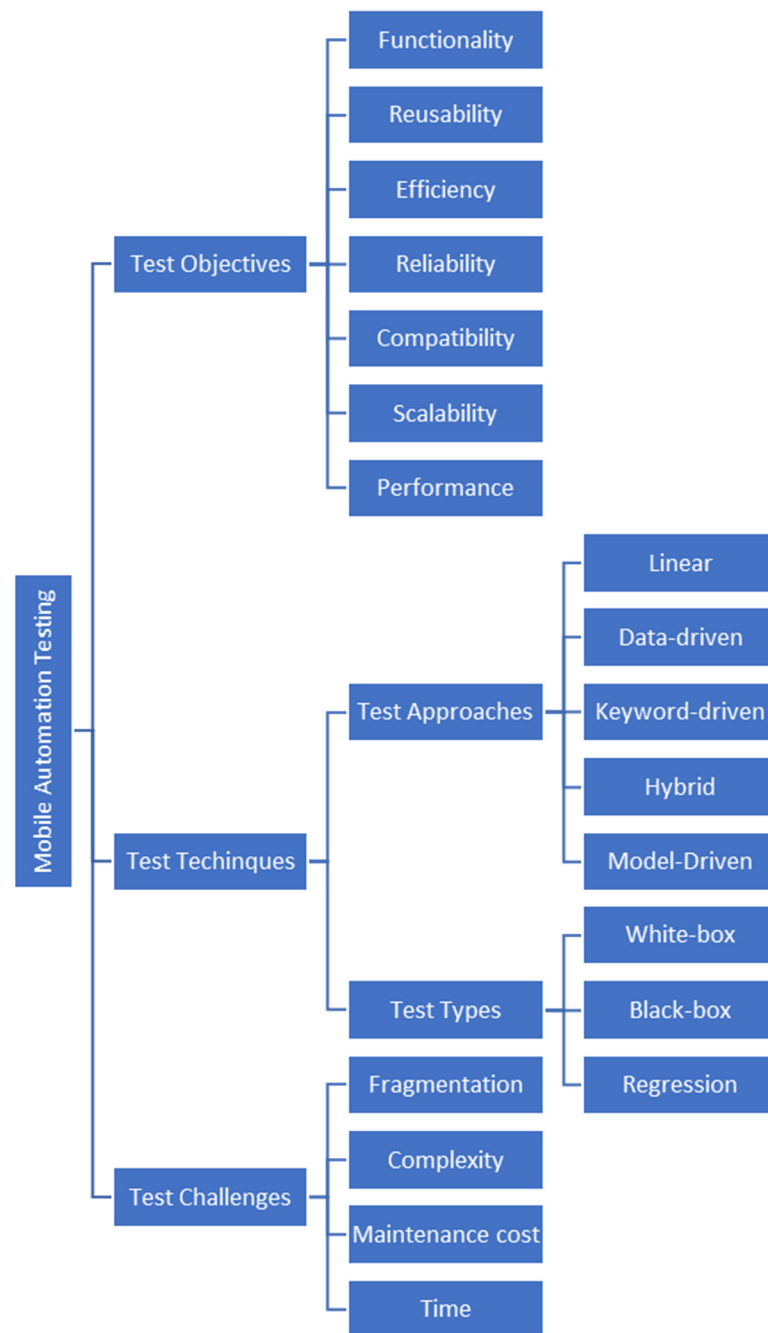 Mobile Automation Testing
Test Objectives
Functionality
Reusability
Efficiency
Reliability
Compatibility
Scalability
Performance
Test Techinques
Test Approaches
Linear
Data-driven
Keyword-driven
Hybrid
Model-Driven
Test Types
White-box
Black-box
Regression
Test Challenges
Fragmentation
Complexity
Maintenance cost
Time